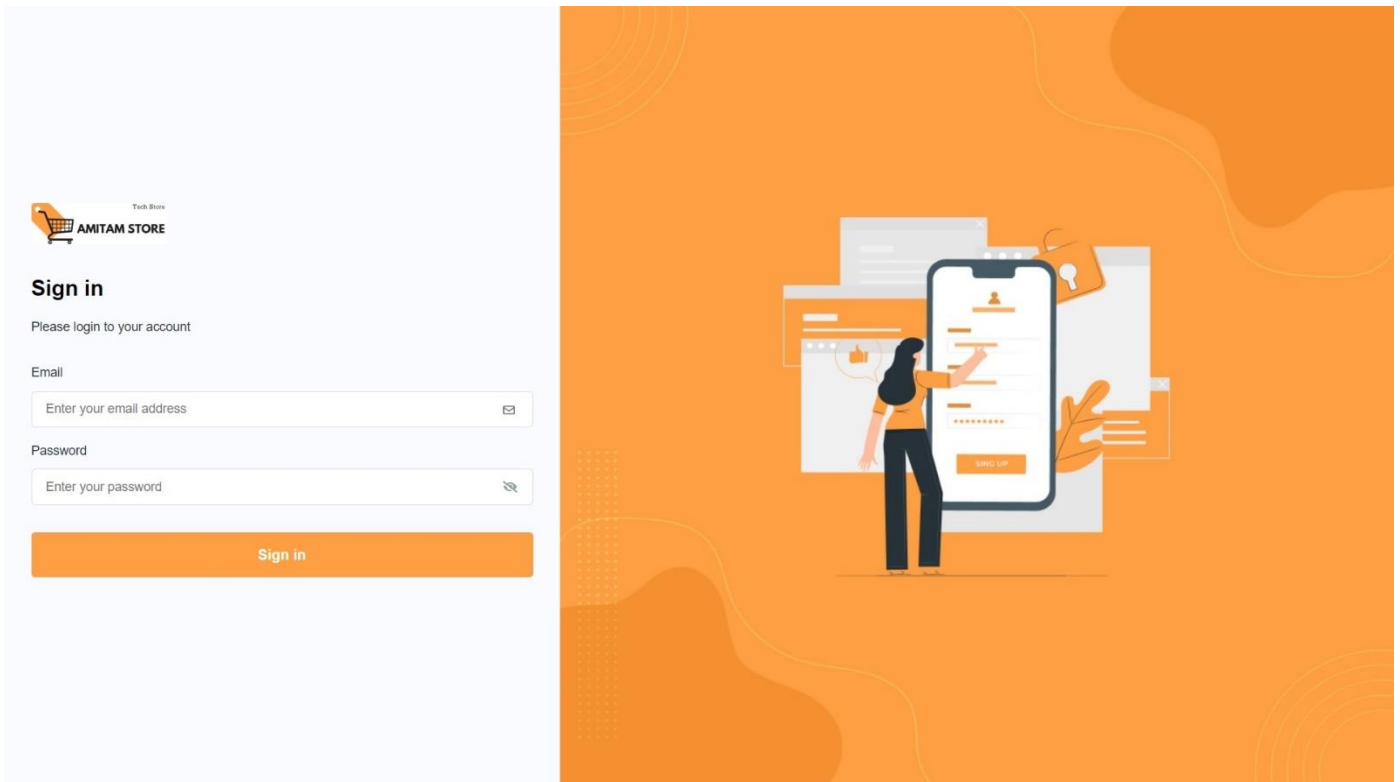 Tech Store
AMITAM STORE
Sign in
Please login to your account
Email
Enter your email address
Password
Enter your password
Sign in
SING UP